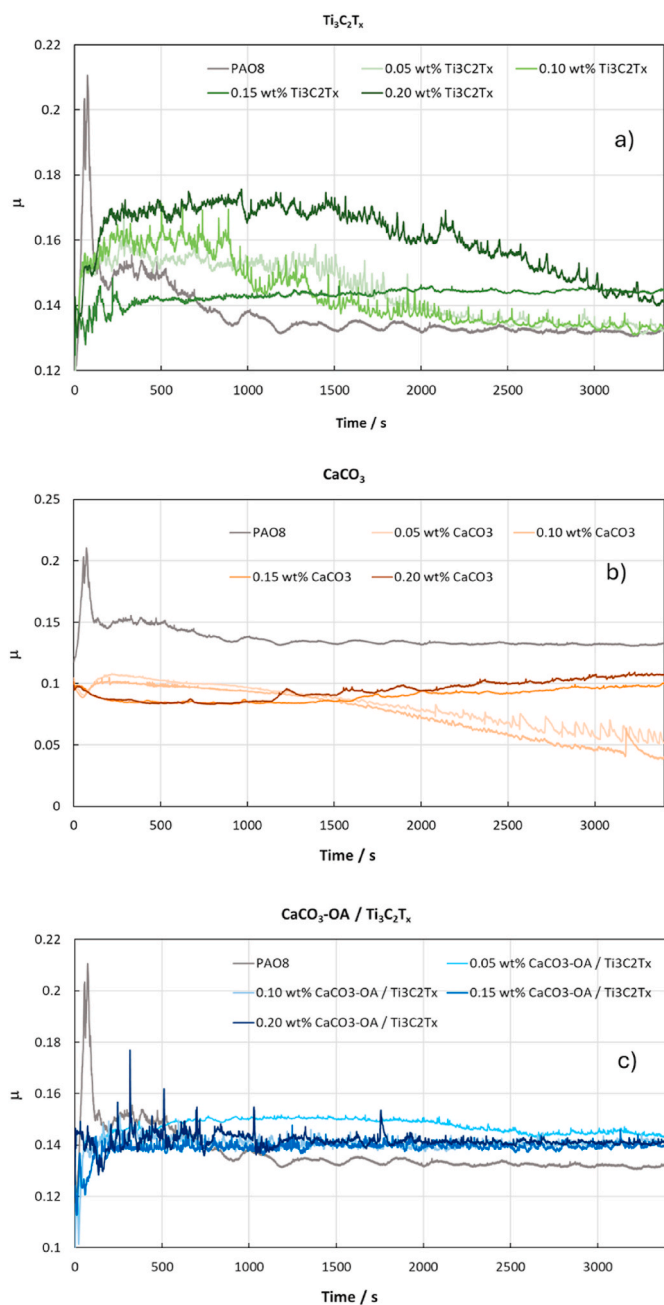 Ti₃C₂Tₓ
0.22
0.2
0.18
0.16
0.14
0.12
μ
PAO8
0.05 wt% Ti3C2Tx
0.10 wt% Ti3C2Tx
0.15 wt% Ti3C2Tx
0.20 wt% Ti3C2Tx
a)
0 500 1000 1500 2000 2500 3000
Time / s
CaCO₃
0.25
0.2
0.15
0.1
0.05
0
μ
PAO8
0.05 wt% CaCO3
0.10 wt% CaCO3
0.15 wt% CaCO3
0.20 wt% CaCO3
b)
0 500 1000 1500 2000 2500 3000
Time / s
CaCO₃-OA / Ti₃C₂Tₓ
0.22
0.2
0.18
0.16
0.14
0.12
0.1
μ
PAO8
0.05 wt% CaCO3-OA / Ti3C2Tx
0.10 wt% CaCO3-OA / Ti3C2Tx
0.15 wt% CaCO3-OA / Ti3C2Tx
0.20 wt% CaCO3-OA / Ti3C2Tx
c)
0 500 1000 1500 2000 2500 3000
Time / s